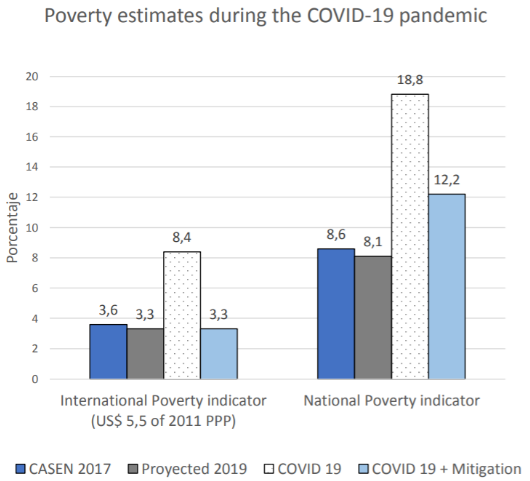 Poverty estimates during the COVID-19 pandemic
Porcentaje
20
18
16
14
12
10
8
6
4
2
0
3,6
3,3
8,4
3,3
8,6
8,1
18,8
12,2
International Poverty indicator
(US$ 5,5 of 2011 PPP)
National Poverty indicator
CASEN 2017
Proyected 2019
COVID 19
COVID 19 + Mitigation